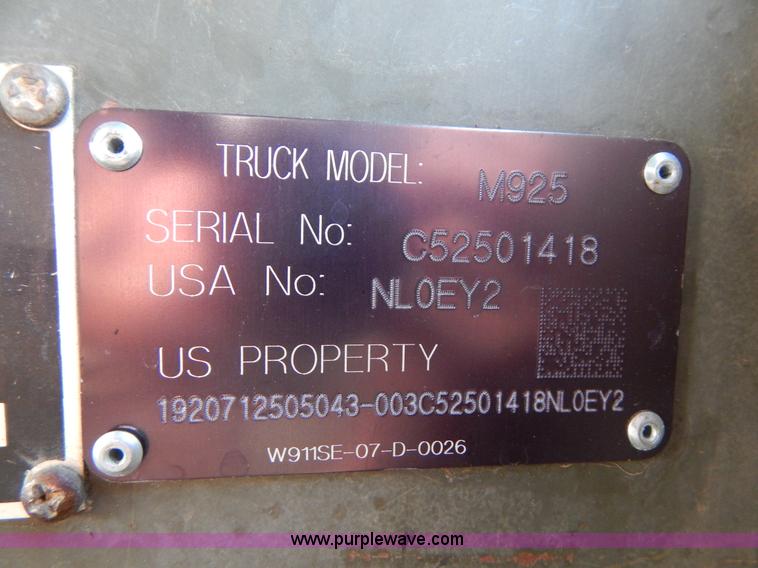 TRUCK MODEL: M925
SERIAL No: C52501418
USA No: NL0EY2
US PROPERTY
1920712505043-003C52501418NL0EY2
W911SE-07-D-0026
www.purplewave.com